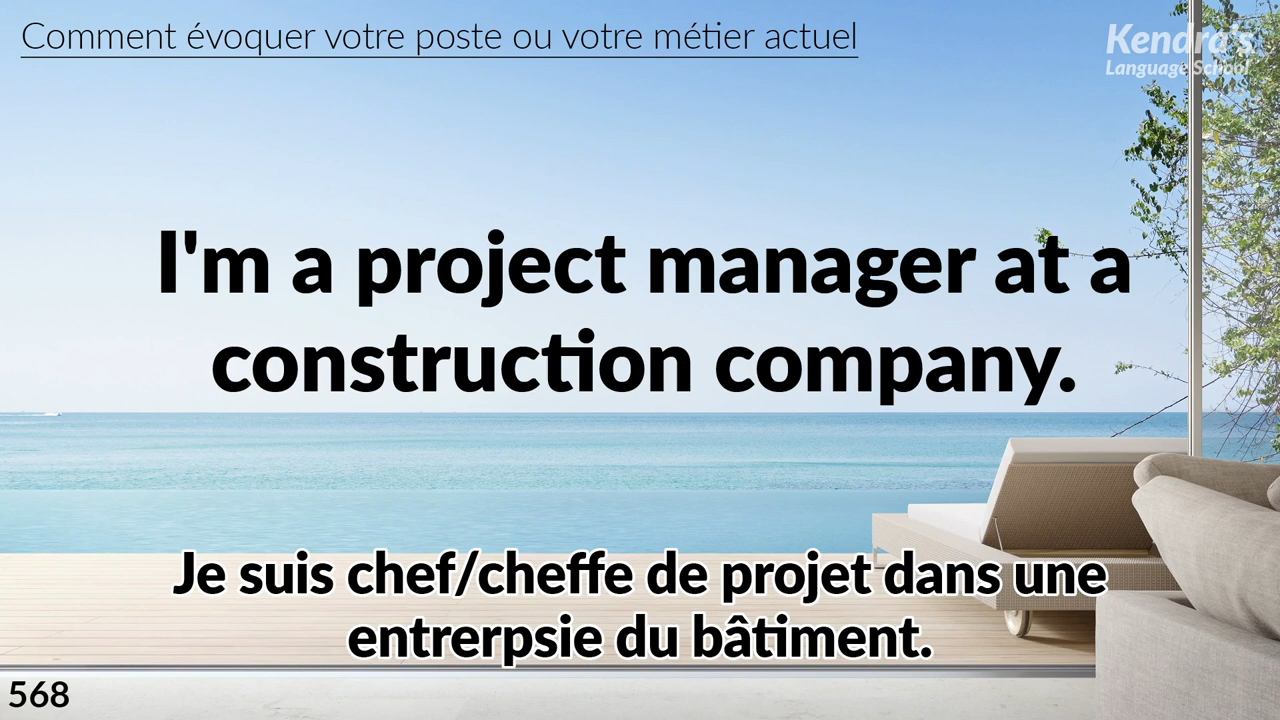 Comment évoquer votre poste ou votre métier actuel
Kendra's
Language School
I'm a project manager at a
construction company.
Je suis chef/cheffe de projet dans une
entrerpsie du bâtiment.
568